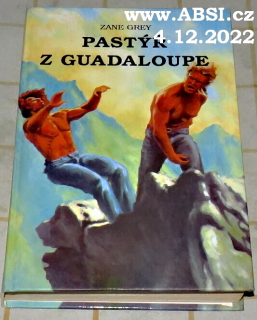 www.ABSI.cz
4.12.2022
ZANE GREY
PASTÝŘ
Z GUADALOUPE